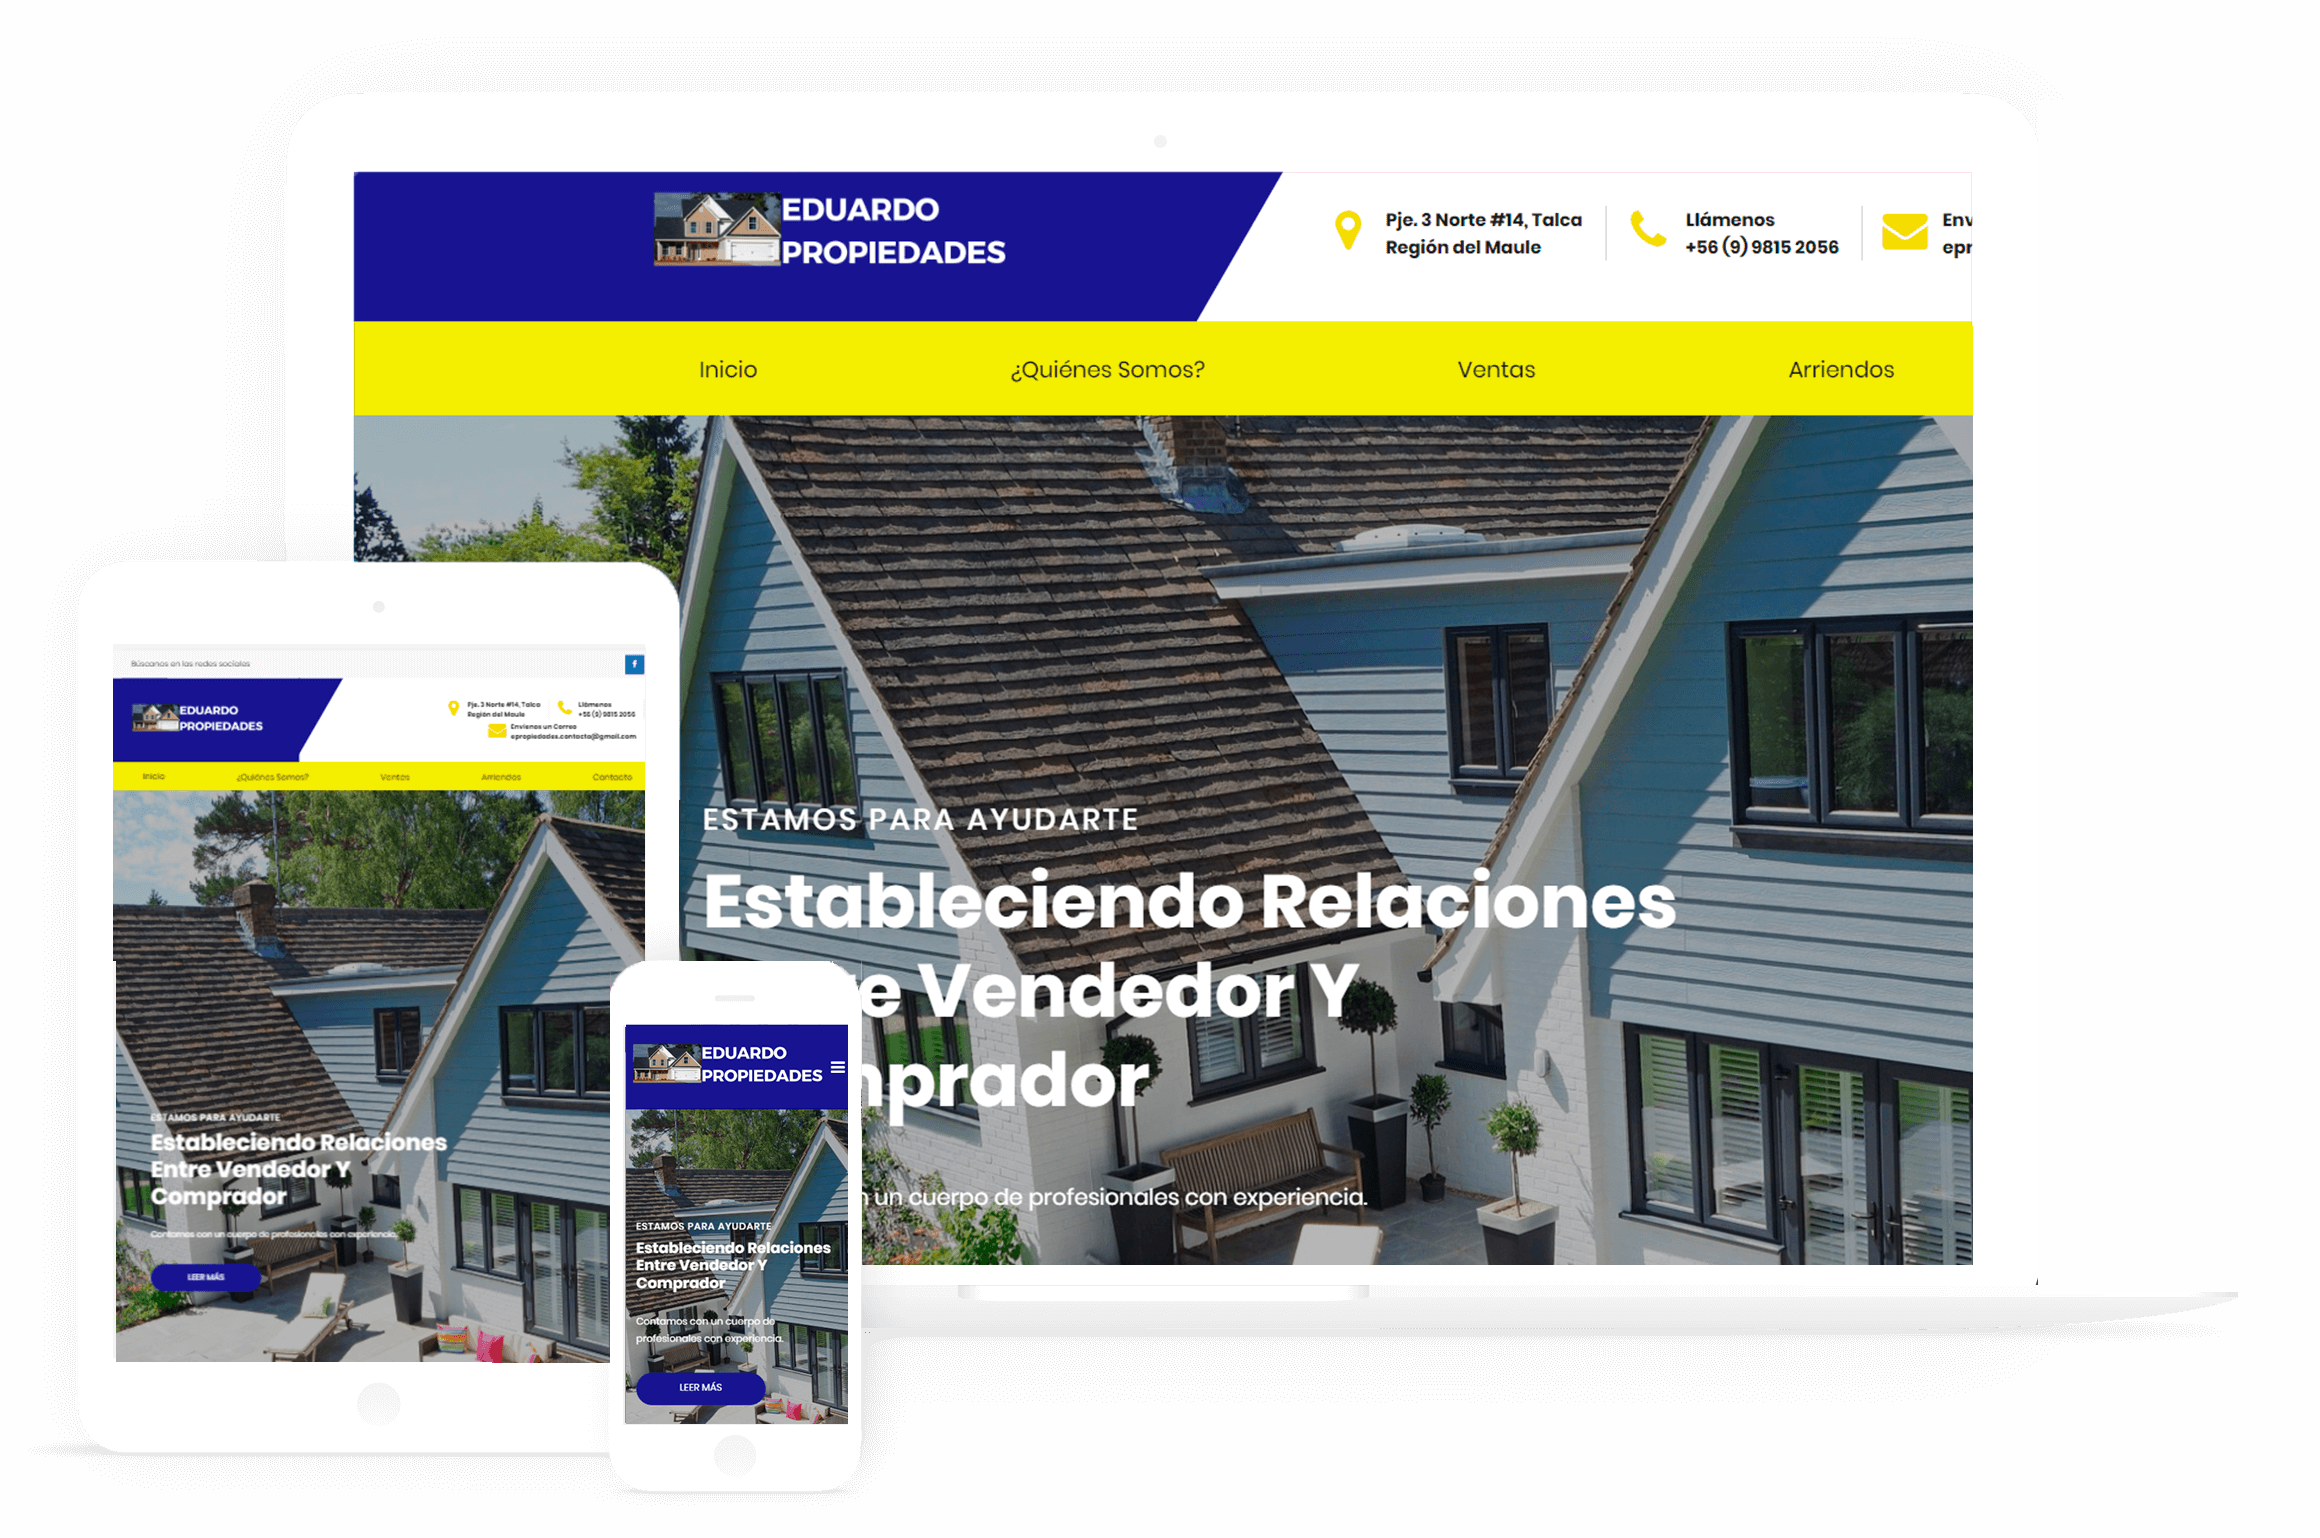 EDUARDO
PROPIEDADES
Pje. 3 Norte #14, Talca
Región del Maule
Llámenos
+56 (9) 9815 2056
Env
epr
Inicio
¿Quiénes Somos?
Ventas
Arriendos
ESTAMOS PARA AYUDARTE
Estableciendo Relaciones
e Vendedor Y
prador
un cuerpo de profesionales con experiencia.
Búscanos en las redes sociales
EDUARDO
PROPIEDADES
Pje. 3 Norte #14, Talca
Región del Maule
Llámenos
+56 (9) 9815 2056
Envíenos un Correo
epropiedades.contacto@gmail.com
Inicio
¿Quiénes Somos?
Ventas
Arriendos
Contacto
ESTAMOS PARA AYUDARTE
Estableciendo Relaciones
Entre Vendedor Y
Comprador
Contamos con un cuerpo de profesionales con experiencia.
LEER MÁS
EDUARDO
PROPIEDADES
ESTAMOS PARA AYUDARTE
Estableciendo Relaciones
Entre Vendedor Y
Comprador
Contamos con un cuerpo de
profesionales con experiencia.
LEER MÁS